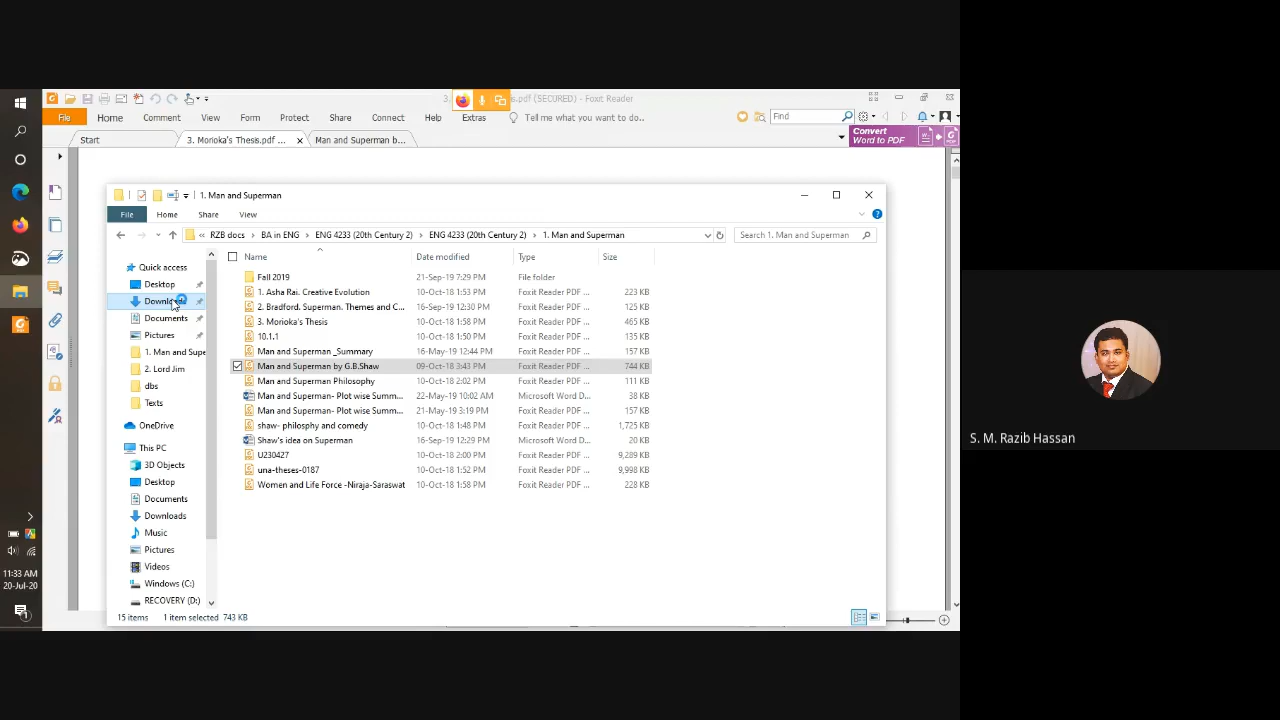 3. e.pdf (SECURED) - Foxit Reader
File Home Comment View Form Protect Share Connect Help Extras Tell me what you want to do.. Find
Start 3. Morioka's Thesis.pdf ... Man and Superman b...
Convert
Word to PDF
1. Man and Superman
File Home Share View
RZB docs BA in ENG ENG 4233 (20th Century 2) ENG 4233 (20th Century 2) 1. Man and Superman Search 1. Man and Superman
Name Date modified Type Size
Quick access
Desktop
Documents
Pictures
1. Man and Supe
2. Lord Jim
dbs
Texts
OneDrive
This PC
3D Objects
Desktop
Documents
Downloads
Music
Pictures
Videos
Windows (C:)
RECOVERY (D:)
Fall 2019 21-Sep-19 7:29 PM File folder
1. Asha Rai. Creative Evolution 10-Oct-18 1:53 PM Foxit Reader PDF ... 223 KB
2. Bradford. Superman. Themes and C... 16-Sep-19 12:30 PM Foxit Reader PDF ... 125 KB
3. Morioka's Thesis 10-Oct-18 1:58 PM Foxit Reader PDF ... 465 KB
10.1.1 10-Oct-18 1:50 PM Foxit Reader PDF ... 135 KB
Man and Superman _Summary 16-May-19 12:44 PM Foxit Reader PDF ... 157 KB
Man and Superman by G.B.Shaw 09-Oct-18 3:43 PM Foxit Reader PDF ... 744 KB
Man and Superman Philosophy 10-Oct-18 2:02 PM Foxit Reader PDF ... 111 KB
Man and Superman- Plot wise Summ... 22-May-19 10:02 AM Microsoft Word D... 38 KB
Man and Superman- Plot wise Summ... 21-May-19 3:19 PM Foxit Reader PDF ... 157 KB
shaw- philosphy and comedy 10-Oct-18 1:48 PM Foxit Reader PDF ... 1,725 KB
Shaw's idea on Superman 16-Sep-19 12:29 PM Microsoft Word D... 20 KB
U230427 10-Oct-18 2:00 PM Foxit Reader PDF ... 9,289 KB
una-theses-0187 10-Oct-18 1:52 PM Foxit Reader PDF ... 9,998 KB
Women and Life Force -Niraja-Saraswat 10-Oct-18 1:58 PM Foxit Reader PDF ... 228 KB
15 items 1 item selected 743 KB
11:33 AM
20-Jul-20
S. M. Razib Hassan